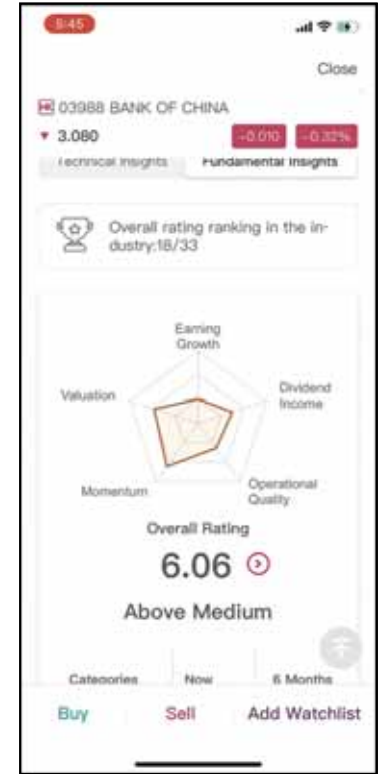 5:45
Close
HK 03988 BANK OF CHINA
▼ 3.080 -0.010 -0.32%
Technical Insights Fundamental Insights
Overall rating ranking in the in-
dustry:18/33
Earning
Growth
Valuation
Dividend
Income
Momentum
Operational
Quality
Overall Rating
6.06
Above Medium
Categories Now 6 Months
Buy Sell Add Watchlist